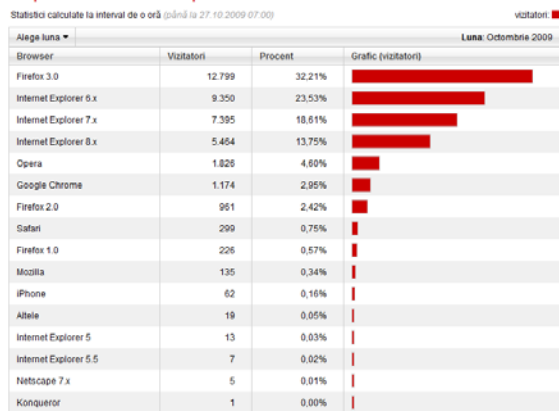 Statistici calculate la interval de o oră (până la 27.10.2009 07:00) vizitatori:
Alege luna Luna: Octombrie 2009
Browser Vizitatori Procent Grafic (vizitatori)
Firefox 3.0 12.799 32,21%
Internet Explorer 6.x 9.350 23,53%
Internet Explorer 7.x 7.395 18,61%
Internet Explorer 8.x 5.464 13,75%
Opera 1.826 4,60%
Google Chrome 1.174 2,95%
Firefox 2.0 961 2,42%
Safari 299 0,75%
Firefox 1.0 226 0,57%
Mozilla 135 0,34%
iPhone 62 0,16%
Altele 19 0,05%
Internet Explorer 5 13 0,03%
Internet Explorer 5.5 7 0,02%
Netscape 7.x 5 0,01%
Konqueror 1 0,00%